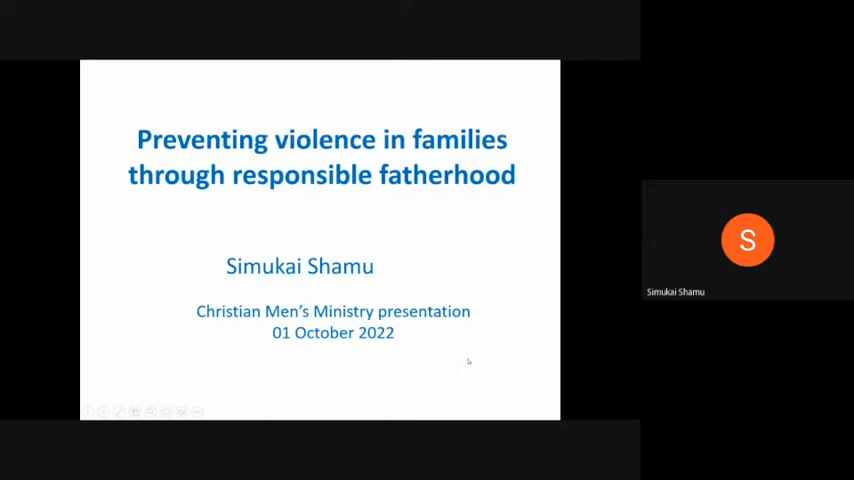 Preventing violence in families
through responsible fatherhood
Simukai Shamu
Christian Men's Ministry presentation
01 October 2022
S
Simukai Shamu